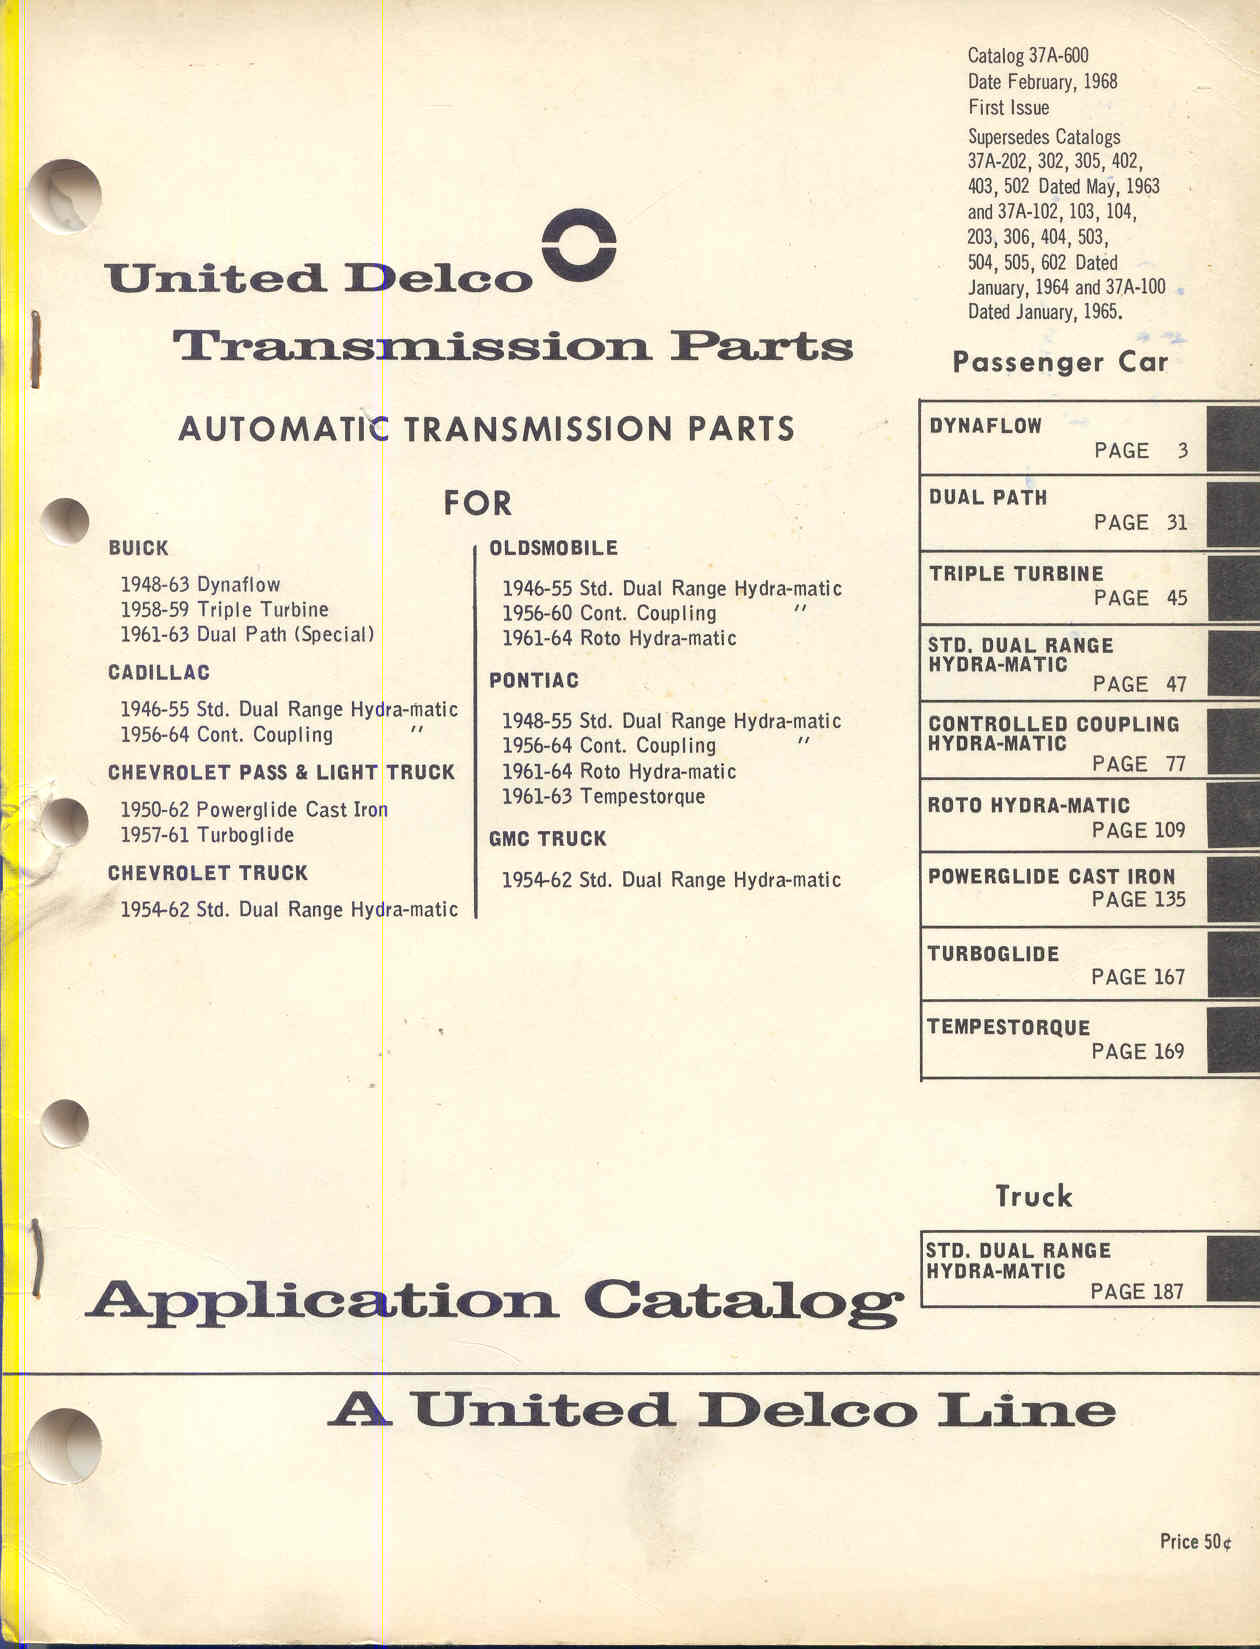 Catalog 37A-600
Date February, 1968
First Issue
Supersedes Catalogs
37A-202, 302, 305, 402,
403, 502 Dated May, 1963
and 37A-102, 103, 104,
203, 306, 404, 503,
504, 505, 602 Dated
January, 1964 and 37A-100
Dated January, 1965.
United Delco
Transmission Parts
AUTOMATIC TRANSMISSION PARTS
FOR
BUICK
1948-63 Dynaflow
1958-59 Triple Turbine
1961-63 Dual Path (Special)
CADILLAC
1946-55 Std. Dual Range Hydra-matic
1956-64 Cont. Coupling "
CHEVROLET PASS & LIGHT TRUCK
1950-62 Powerglide Cast Iron
1957-61 Turboglide
CHEVROLET TRUCK
1954-62 Std. Dual Range Hydra-matic
OLDSMOBILE
1946-55 Std. Dual Range Hydra-matic
1956-60 Cont. Coupling "
1961-64 Roto Hydra-matic
PONTIAC
1948-55 Std. Dual Range Hydra-matic
1956-64 Cont. Coupling "
1961-64 Roto Hydra-matic
1961-63 Tempestorque
GMC TRUCK
1954-62 Std. Dual Range Hydra-matic
Passenger Car
DYNAFLOW
PAGE 3
DUAL PATH
PAGE 31
TRIPLE TURBINE
PAGE 45
STD. DUAL RANGE
HYDRA-MATIC
PAGE 47
CONTROLLED COUPLING
HYDRA-MATIC
PAGE 77
ROTO HYDRA-MATIC
PAGE 109
POWERGLIDE CAST IRON
PAGE 135
TURBOGLIDE
PAGE 167
TEMPESTORQUE
PAGE 169
Truck
STD. DUAL RANGE
HYDRA-MATIC
PAGE 187
Application Catalog
A United Delco Line
Price 50¢